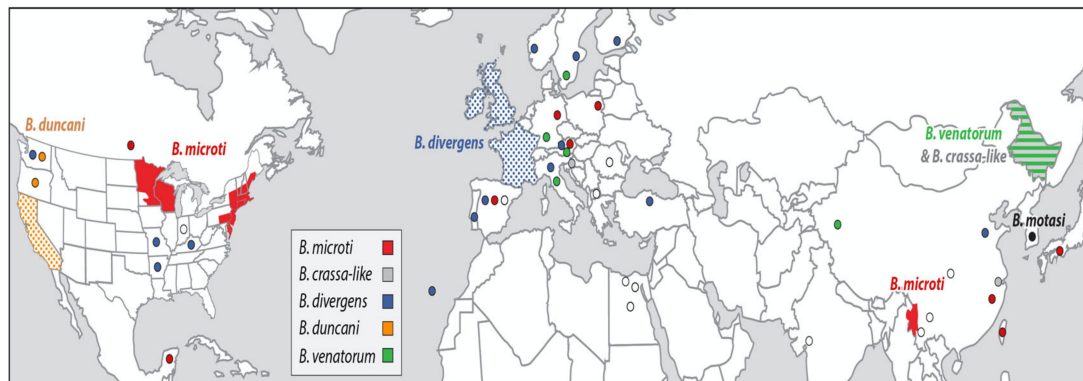 B. duncani
B. microti
B. divergens
B. venatorum
& B. crassa-like
B. motasi
B. microti
B. microti
B. crassa-like
B. divergens
B. duncani
B. venatorum